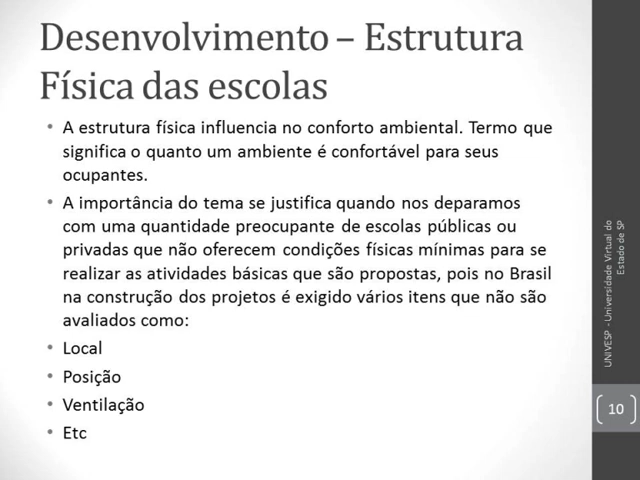 Desenvolvimento – Estrutura
Física das escolas
• A estrutura física influencia no conforto ambiental. Termo que
significa o quanto um ambiente é confortável para seus
ocupantes.
• A importância do tema se justifica quando nos deparamos
com uma quantidade preocupante de escolas públicas ou
privadas que não oferecem condições físicas mínimas para se
realizar as atividades básicas que são propostas, pois no Brasil
na construção dos projetos é exigido vários itens que não são
avaliados como:
• Local
• Posição
• Ventilação
• Etc
UNIVESP - Universidade Virtual do
Estado de SP
10